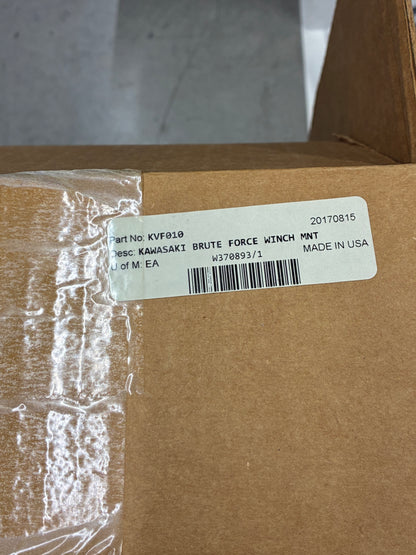 20170815
Part No: KVF010
Desc: KAWASAKI BRUTE FORCE WINCH MNT
U of M: EA MADE IN USA
W370893/1